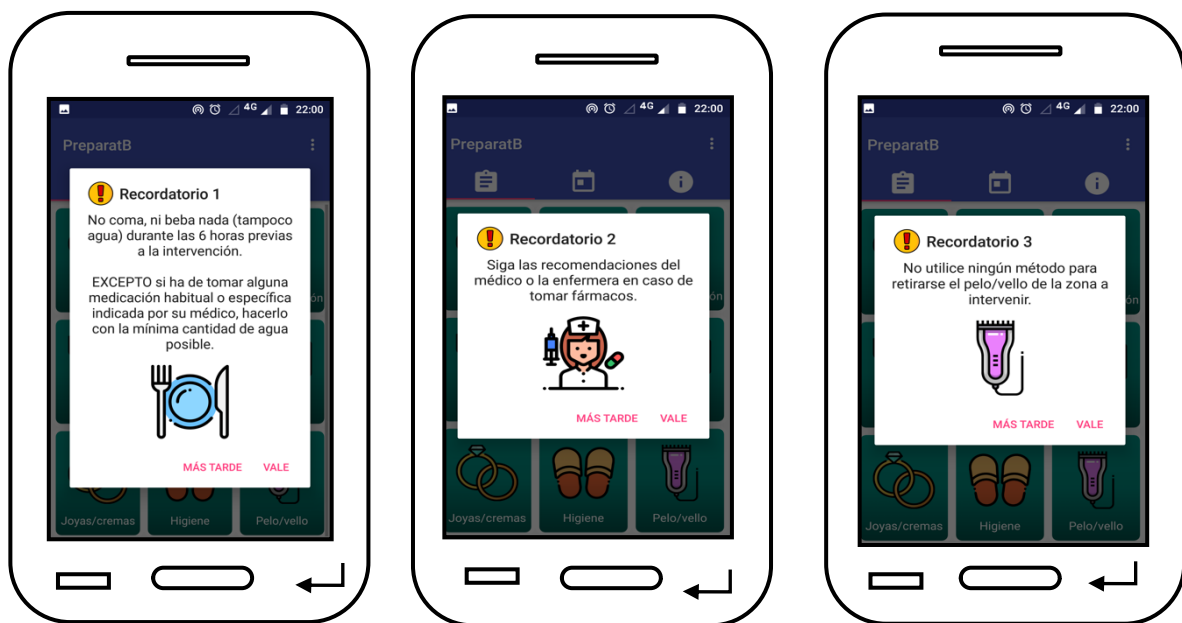 4G 22:00
PreparatB
Recordatorio 1
No coma, ni beba nada (tampoco
agua) durante las 6 horas previas
a la intervención.
EXCEPTO si ha de tomar alguna
medicación habitual o específica
indicada por su médico, hacerlo
con la mínima cantidad de agua
posible.
MÁS TARDE VALE
Joyas/cremas Higiene Pelo/vello
4G 22:00
PreparatB
Recordatorio 2
Siga las recomendaciones del
médico o la enfermera en caso de
tomar fármacos.
MÁS TARDE VALE
Joyas/cremas Higiene Pelo/vello
4G 22:00
PreparatB
Recordatorio 3
No utilice ningún método para
retirarse el pelo/vello de la zona a
intervenir.
MÁS TARDE VALE
Joyas/cremas Higiene Pelo/vello